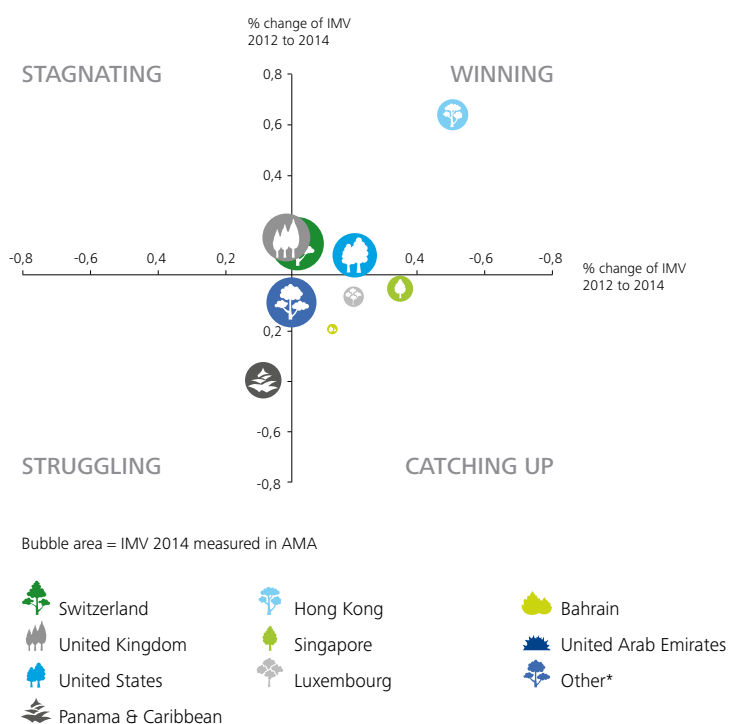 % change of IMV
2012 to 2014
STAGNATING
WINNING
0,8
0,6
0,4
-0,8
-0,6
-0,4
0,2
0,2
0,4
-0,6
-0,8
% change of IMV
2012 to 2014
0,2
-0,6
-0,8
STRUGGLING
CATCHING UP
Bubble area = IMV 2014 measured in AMA
Switzerland
Hong Kong
Bahrain
United Kingdom
Singapore
United Arab Emirates
United States
Luxembourg
Other*
Panama & Caribbean